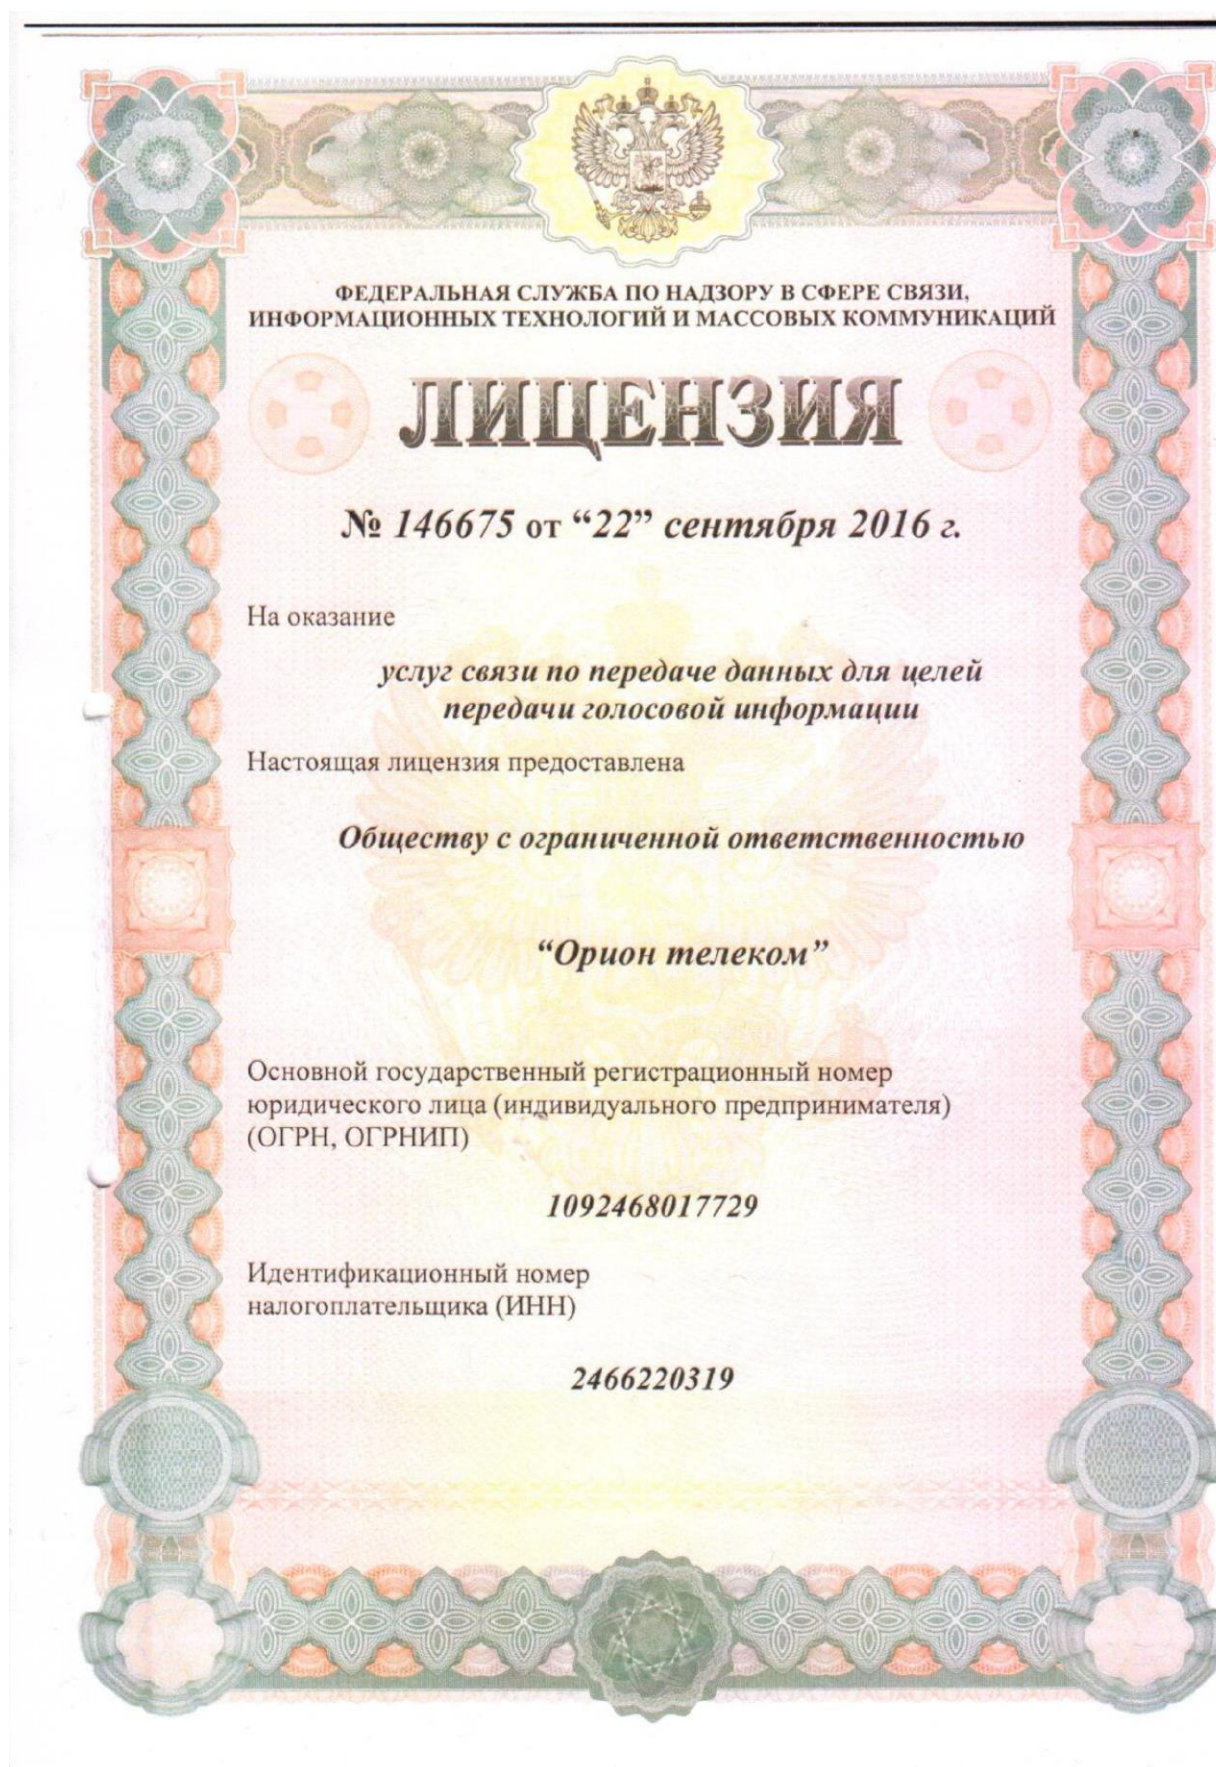 ФЕДЕРАЛЬНАЯ СЛУЖБА ПО НАДЗОРУ В СФЕРЕ СВЯЗИ,
ИНФОРМАЦИОННЫХ ТЕХНОЛОГИЙ И МАССОВЫХ КОММУНИКАЦИЙ
ЛИЦЕНЗИЯ
№ 146675 от “22” сентября 2016 г.
На оказание
услуг связи по передаче данных для целей
передачи голосовой информации
Настоящая лицензия предоставлена
Обществу с ограниченной ответственностью
“Орион телеком”
Основной государственный регистрационный номер
юридического лица (индивидуального предпринимателя)
(ОГРН, ОГРНИП)
1092468017729
Идентификационный номер
налогоплательщика (ИНН)
2466220319